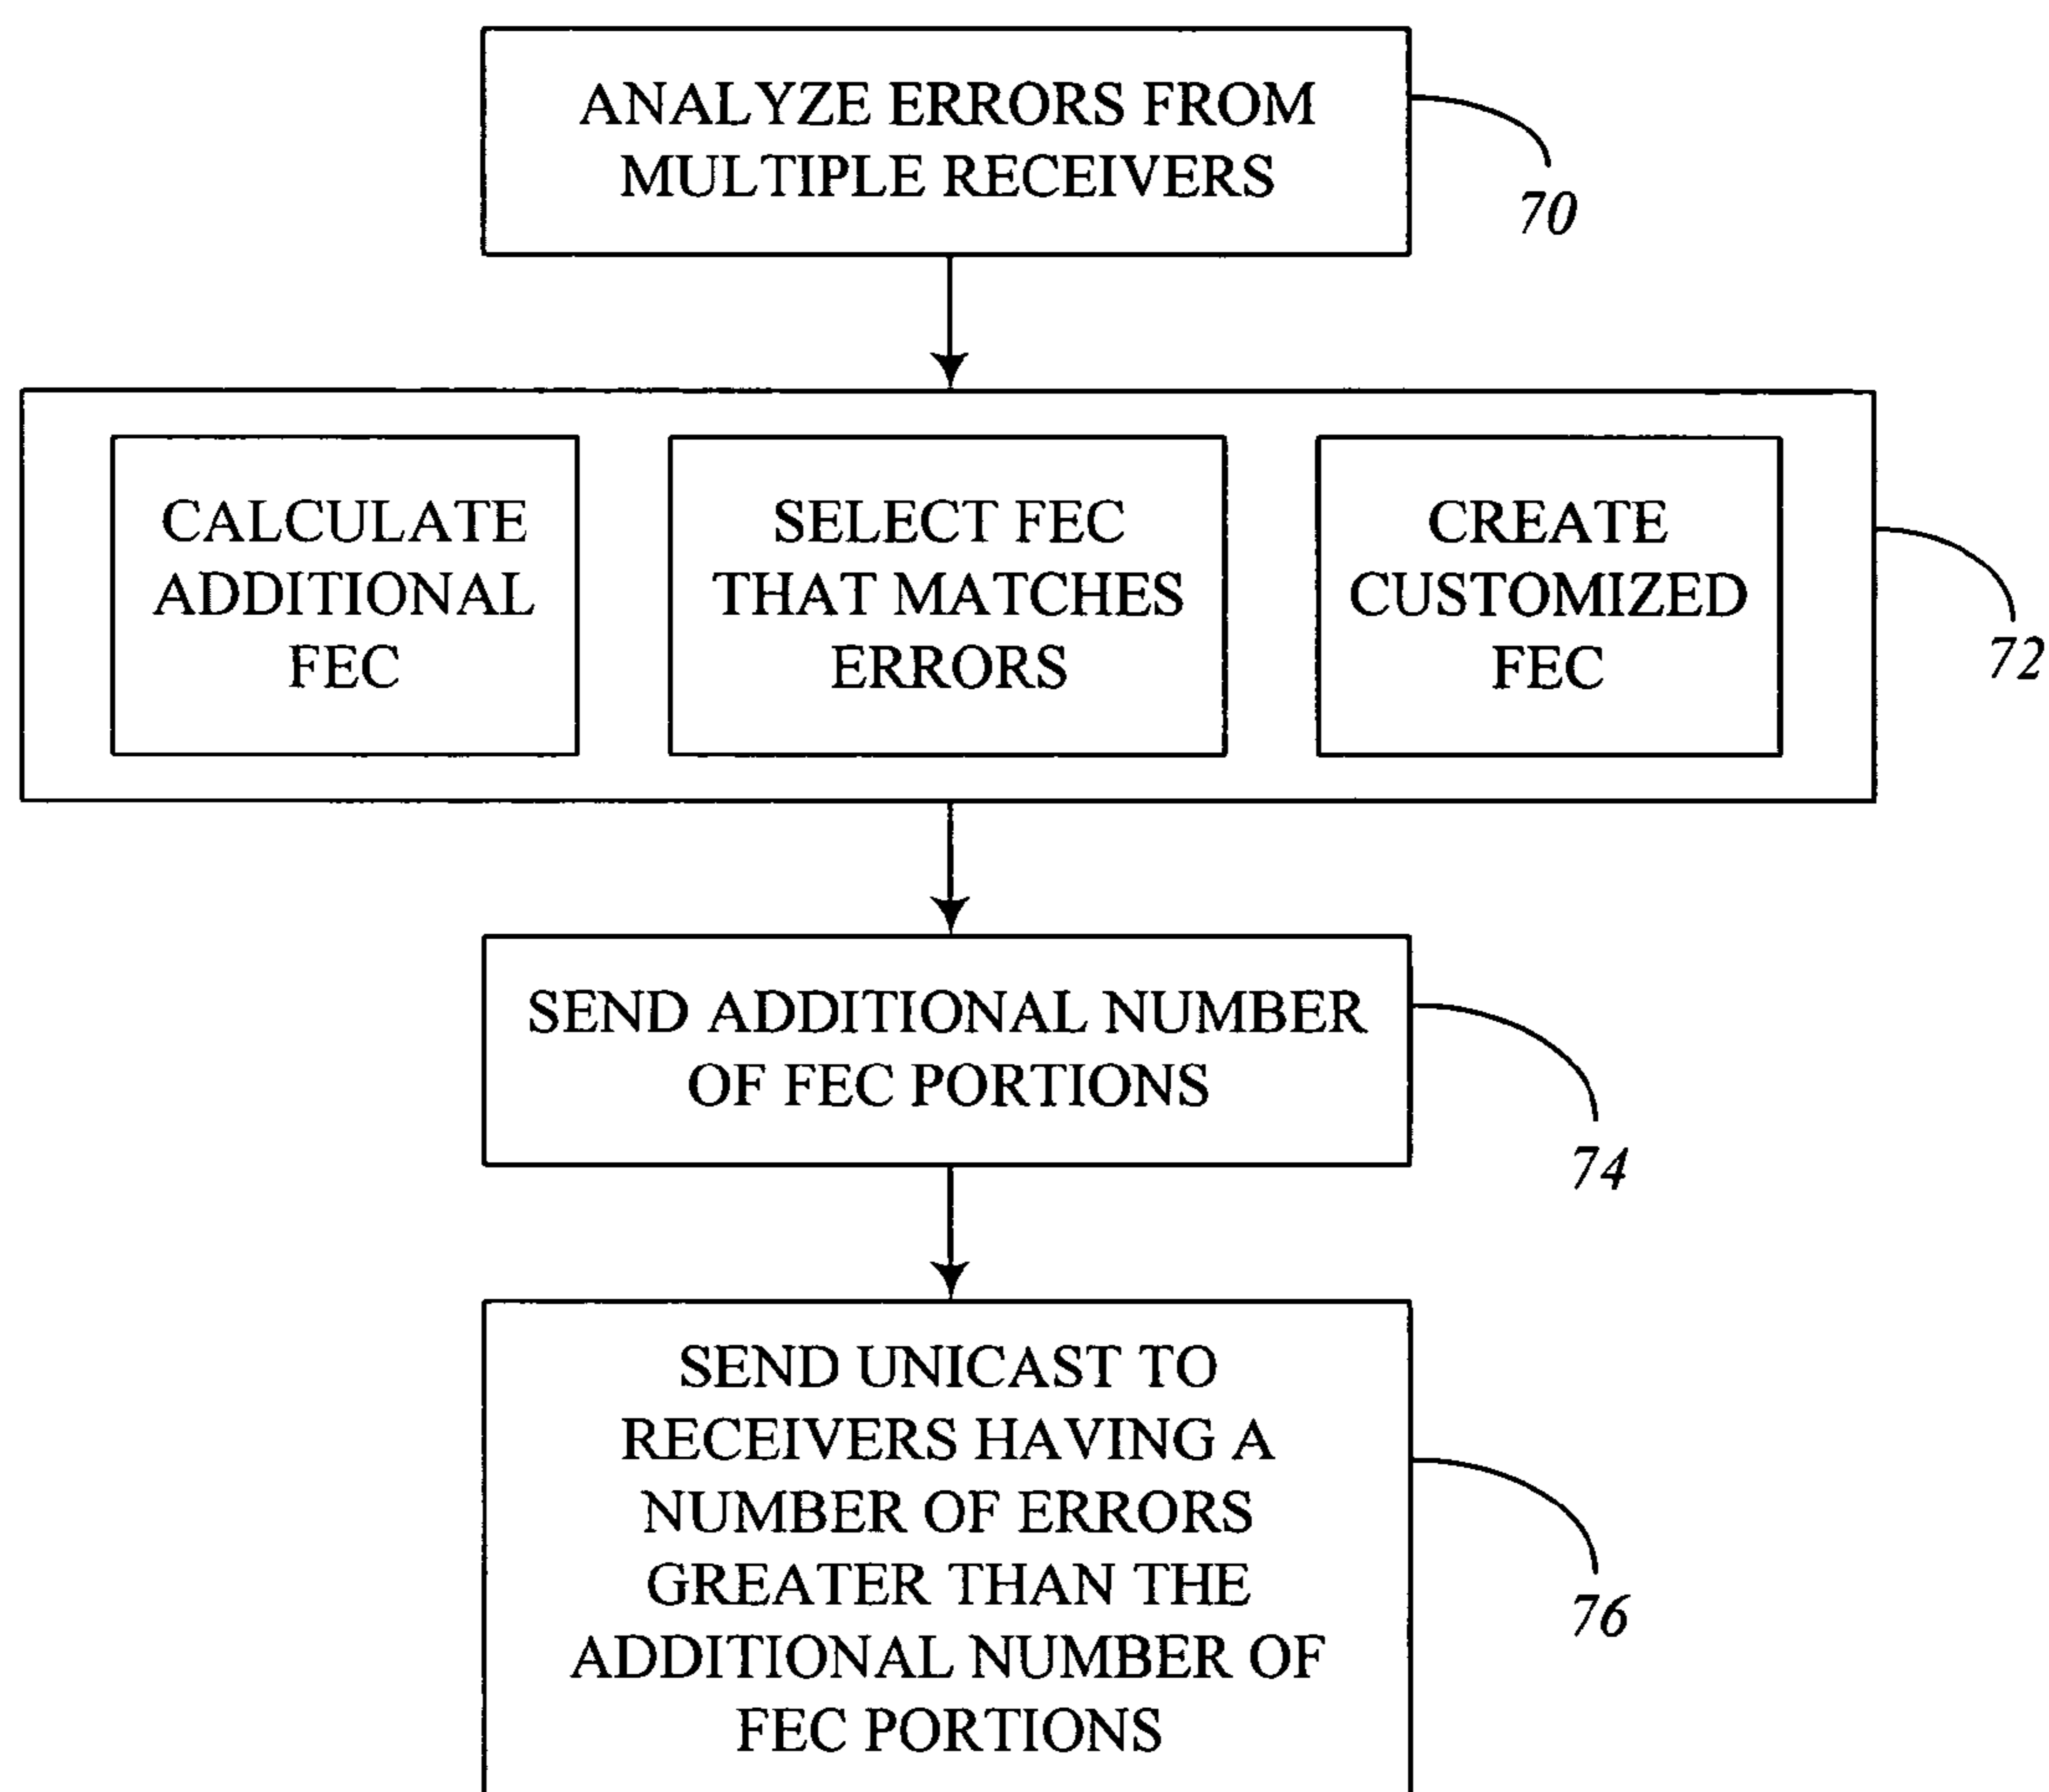 ANALYZE ERRORS FROM
MULTIPLE RECEIVERS
70
CALCULATE
ADDITIONAL
FEC
SELECT FEC
THAT MATCHES
ERRORS
CREATE
CUSTOMIZED
FEC
72
SEND ADDITIONAL NUMBER
OF FEC PORTIONS
74
SEND UNICAST TO
RECEIVERS HAVING A
NUMBER OF ERRORS
GREATER THAN THE
ADDITIONAL NUMBER OF
FEC PORTIONS
76